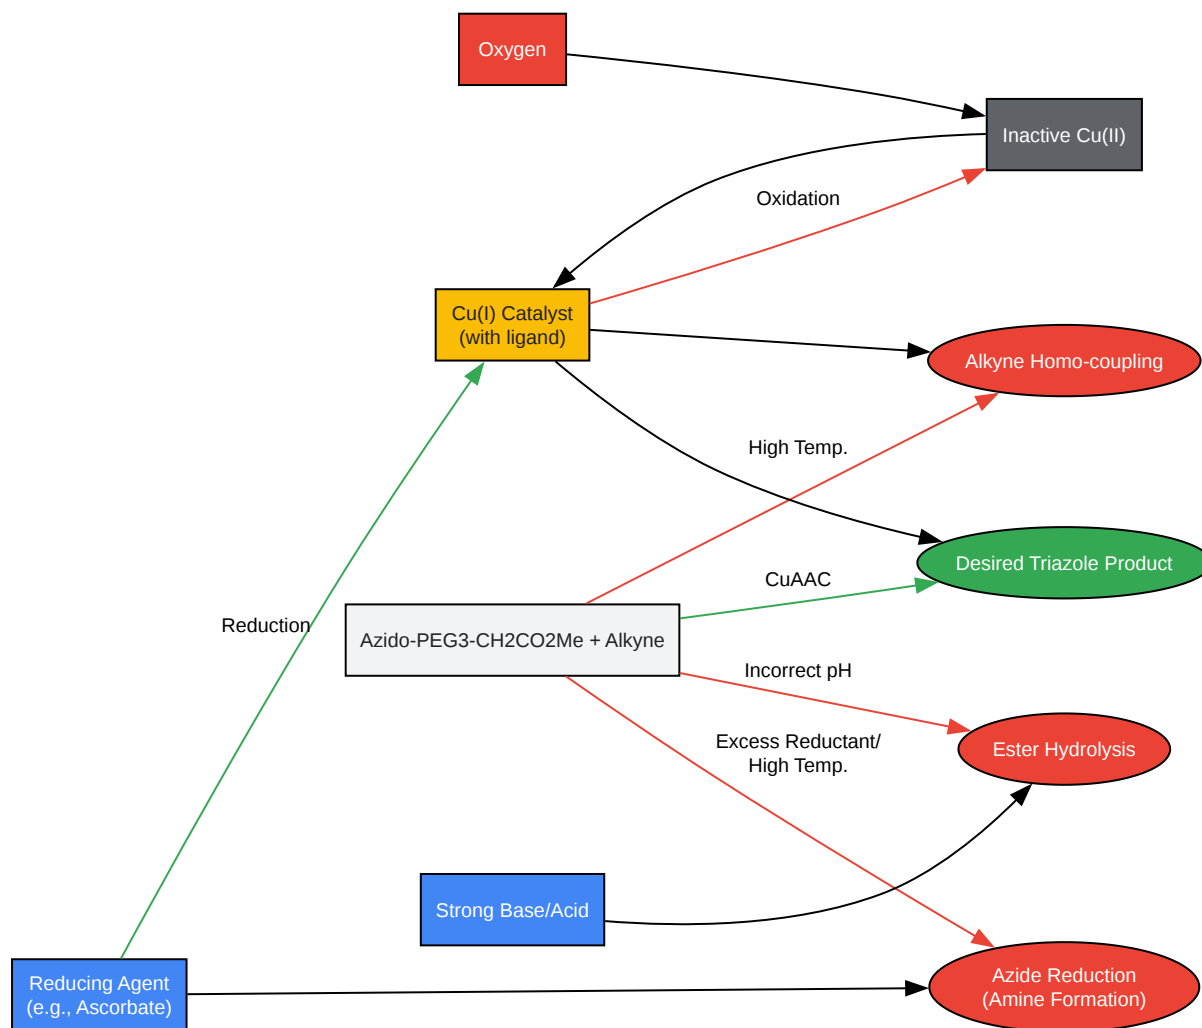 Oxygen
Inactive Cu(II)
Oxidation
Cu(I) Catalyst
(with ligand)
Alkyne Homo-coupling
High Temp.
Desired Triazole Product
CuAAC
Reduction
Azido-PEG3-CH2CO2Me + Alkyne
Incorrect pH
Excess Reductant/
High Temp.
Ester Hydrolysis
Strong Base/Acid
Reducing Agent
(e.g., Ascorbate)
Azide Reduction
(Amine Formation)